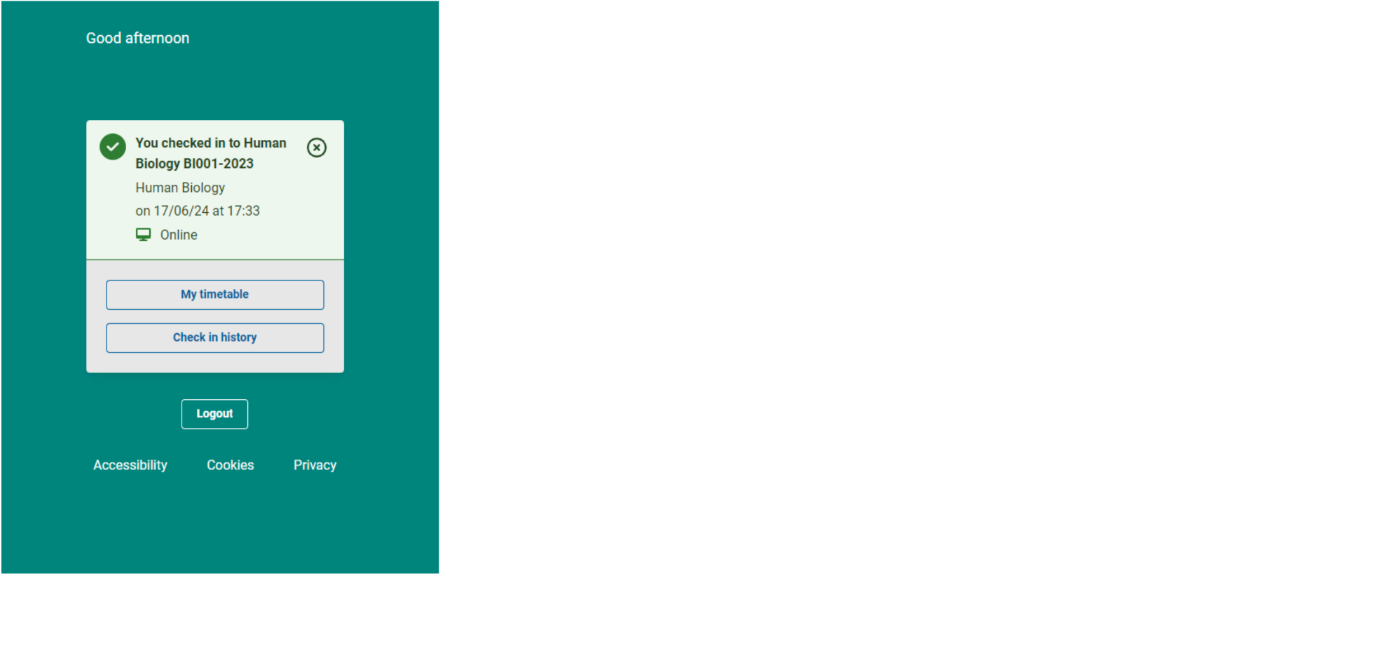 Good afternoon
You checked in to Human
Biology BI001-2023
Human Biology
on 17/06/24 at 17:33
Online
My timetable
Check in history
Logout
Accessibility Cookies Privacy